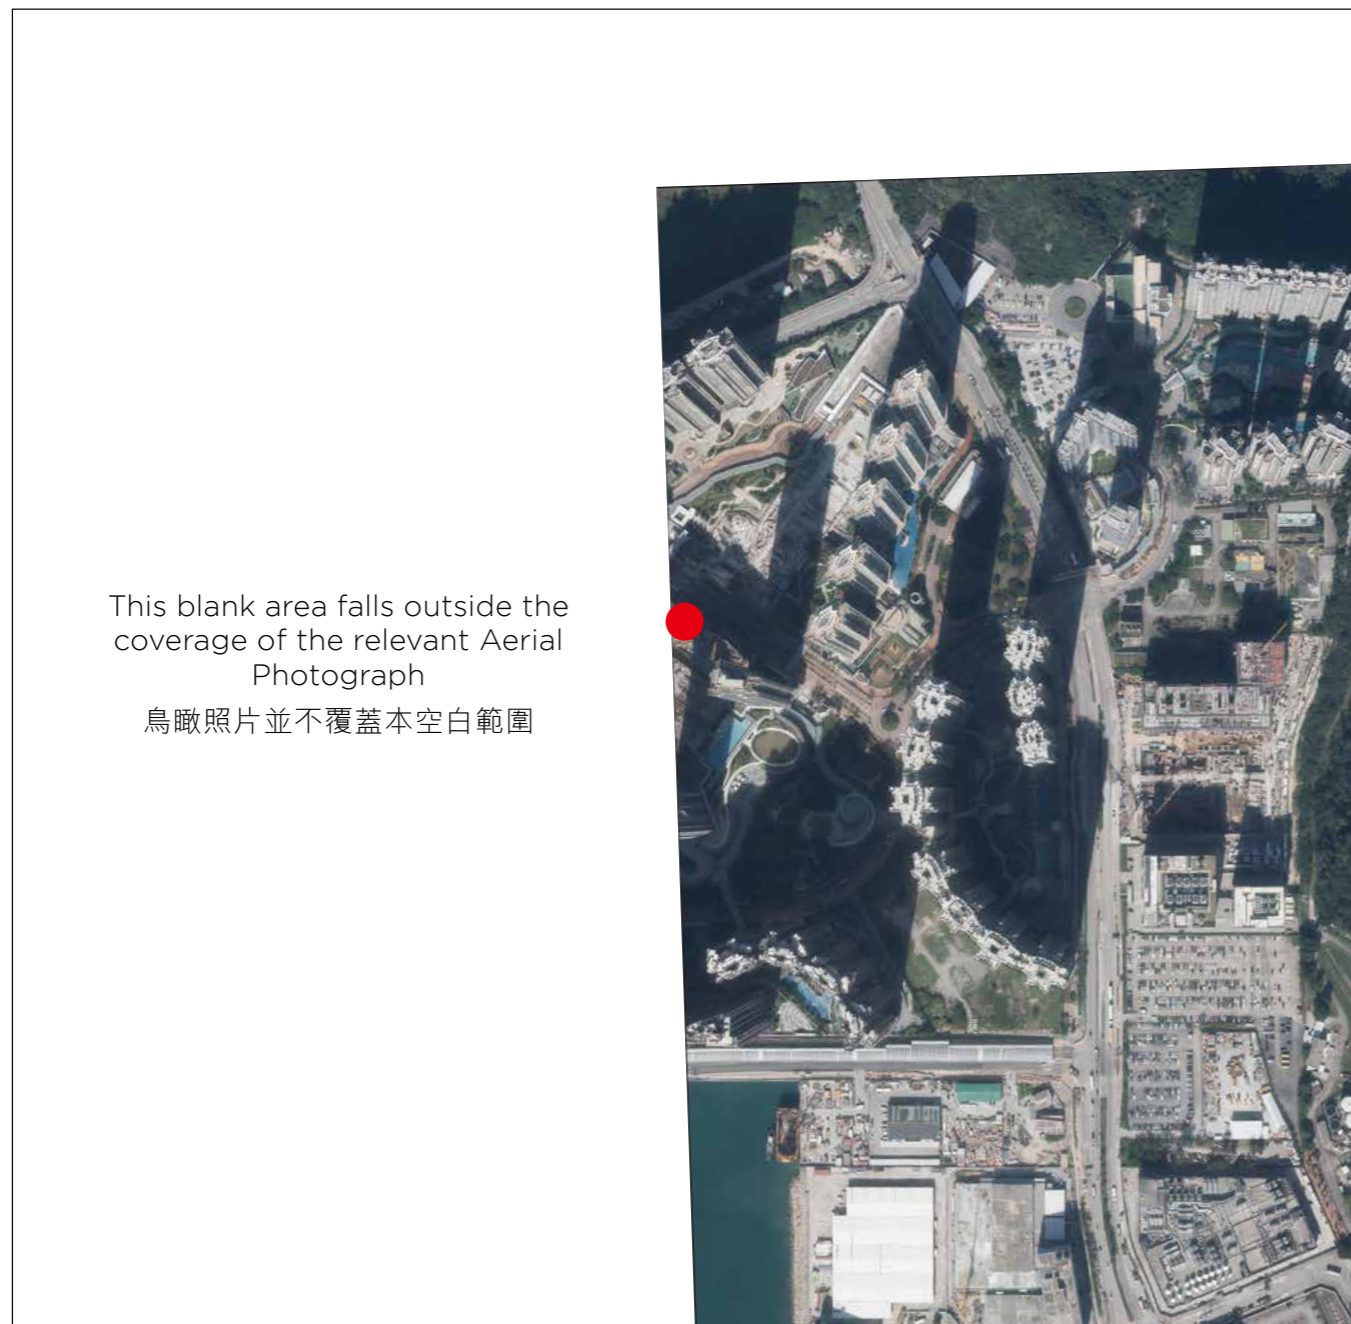 This blank area falls outside the
coverage of the relevant Aerial
Photograph
鳥瞰照片並不覆蓋本空白範圍